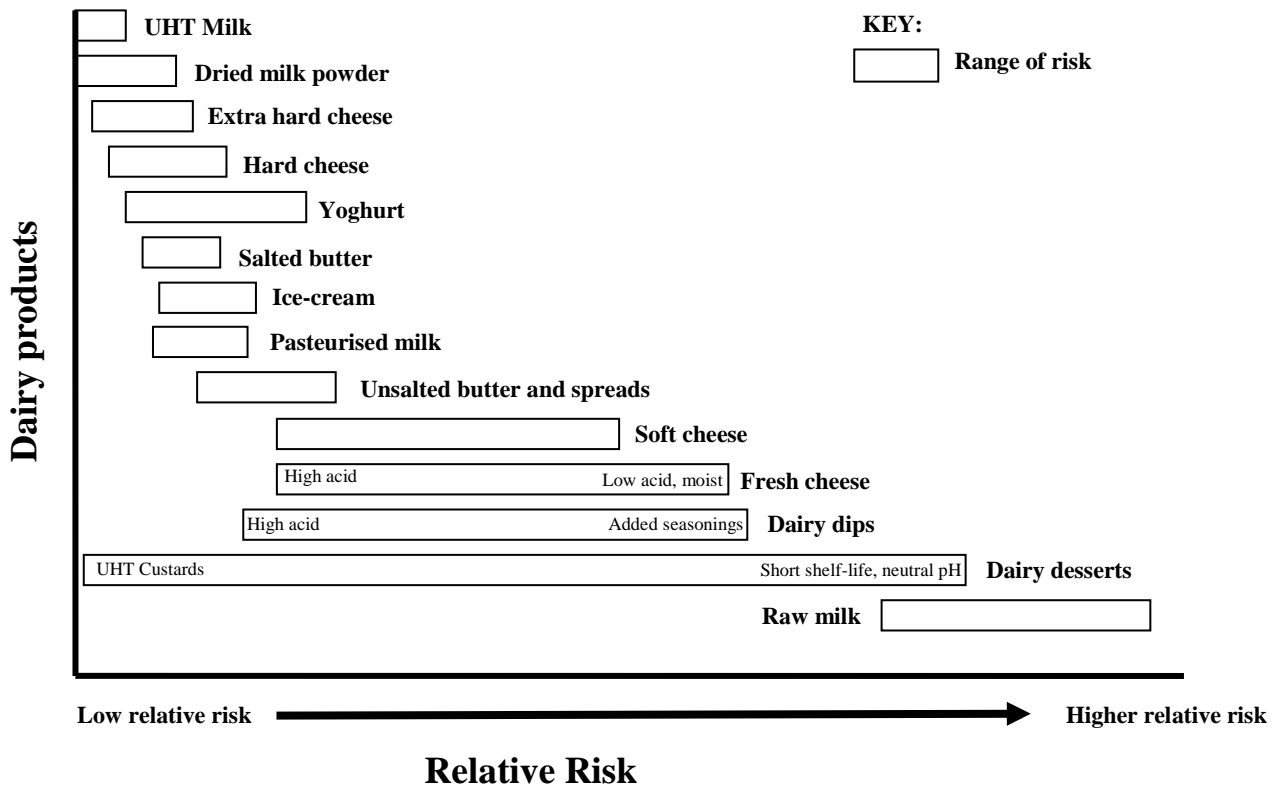 UHT Milk
KEY:
Dried milk powder
Range of risk
Extra hard cheese
Hard cheese
Yoghurt
Salted butter
Ice-cream
Pasteurised milk
Unsalted butter and spreads
Soft cheese
High acid Low acid, moist Fresh cheese
High acid Added seasonings Dairy dips
UHT Custards Short shelf-life, neutral pH Dairy desserts
Raw milk
Dairy products
Low relative risk Higher relative risk
Relative Risk